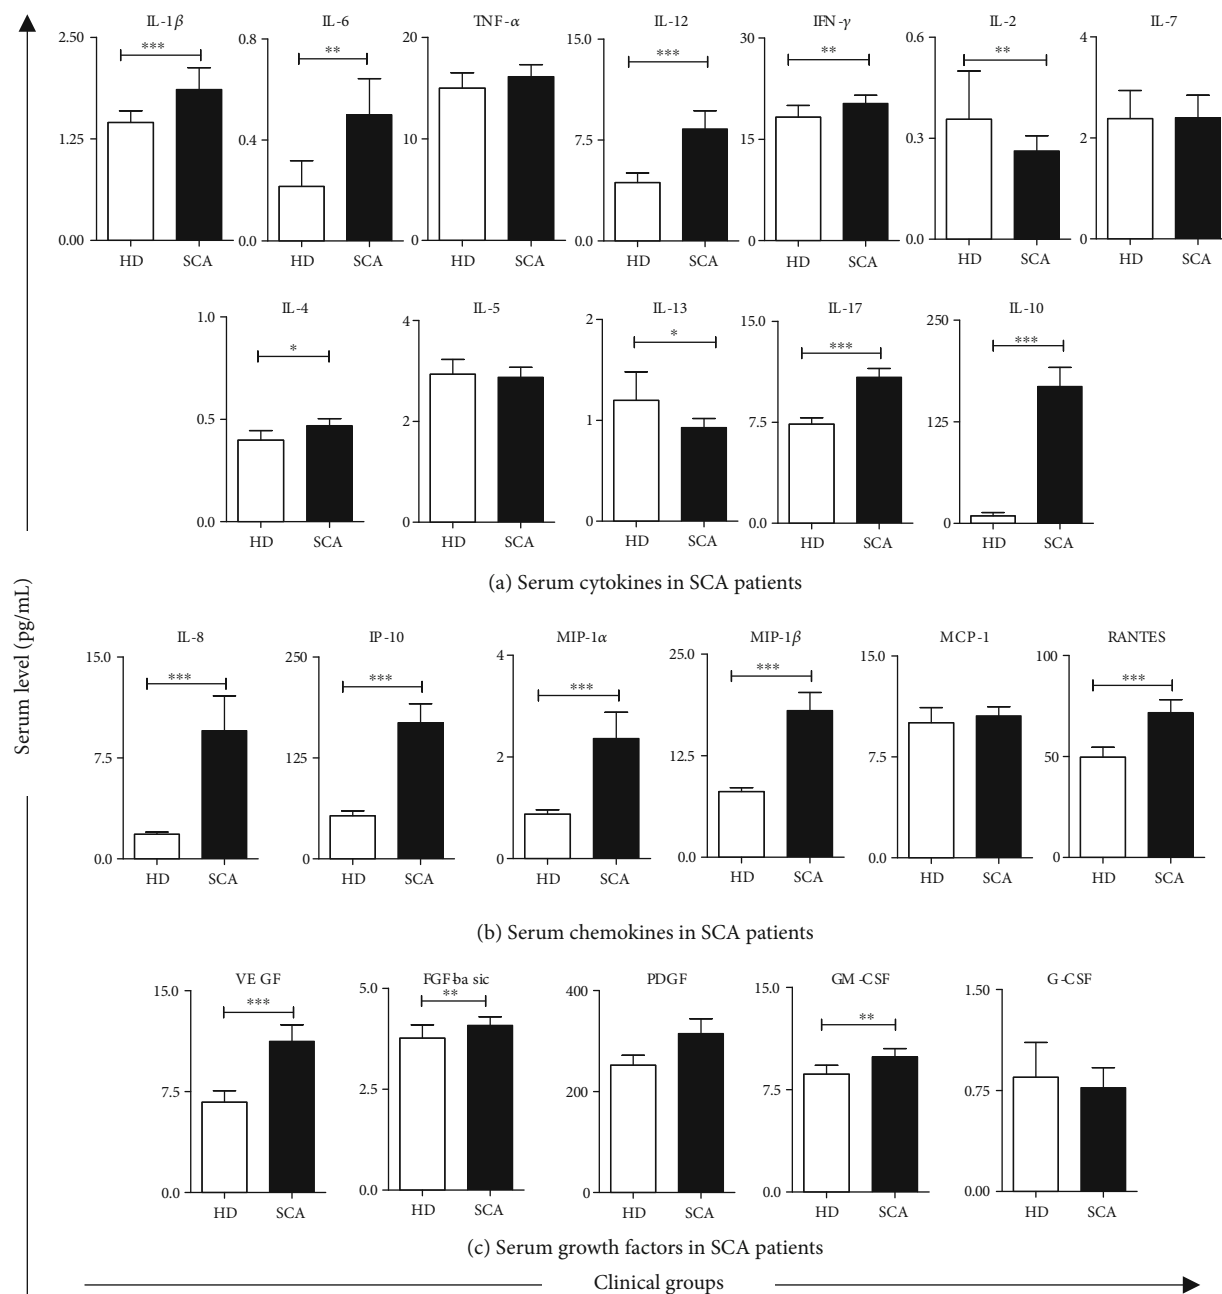 IL-1β IL-6 TNF-α IL-12 IFN-γ IL-2 IL-7
2.50 0.8 20 15.0 30 0.6 4
*** ** *** ** **
1.25 0.4 10 7.5 15 0.3 2
0.00 0.0 0 0.0 0 0.0 0
HD SCA HD SCA HD SCA HD SCA HD SCA HD SCA HD SCA
IL-4 IL-5 IL-13 IL-17 IL-10
1.0 4 2 15.0 250
* * *** ***
0.5 2 1 7.5 125
0.0 0 0 0.0 0
HD SCA HD SCA HD SCA HD SCA HD SCA
(a) Serum cytokines in SCA patients
Serum level (pg/mL)
IL-8 IP-10 MIP-1α MIP-1β MCP-1 RANTES
15.0 250 4 25.0 15.0 100
*** *** *** *** ***
7.5 125 2 12.5 7.5 50
0.0 0 0 0.0 0.0 0
HD SCA HD SCA HD SCA HD SCA HD SCA HD SCA
(b) Serum chemokines in SCA patients
VE GF FGF-ba sic PDGF GM-CSF G-CSF
15.0 5.0 400 15.0 1.50
*** ** **
7.5 2.5 200 7.5 0.75
0.0 0.0 0 0.0 0.00
HD SCA HD SCA HD SCA HD SCA HD SCA
(c) Serum growth factors in SCA patients
Clinical groups